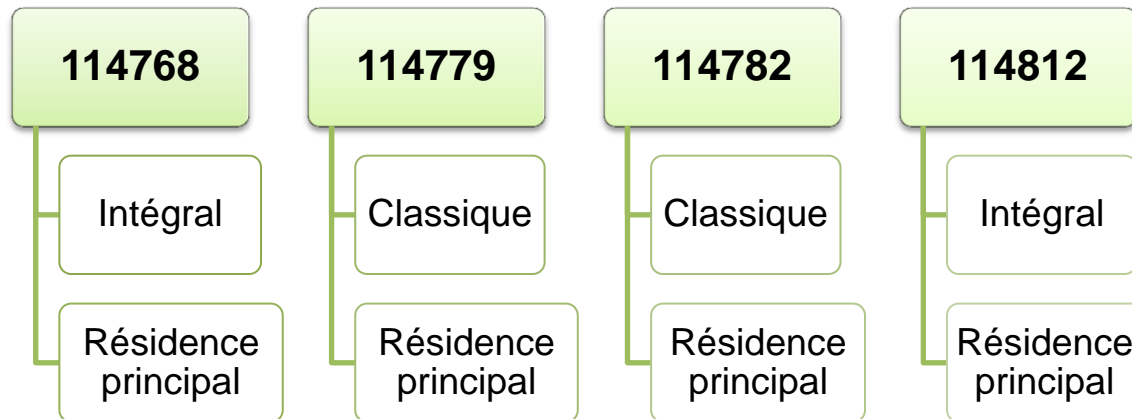 114768
Intégral
Résidence
principal
114779
Classique
Résidence
principal
114782
Classique
Résidence
principal
114812
Intégral
Résidence
principal